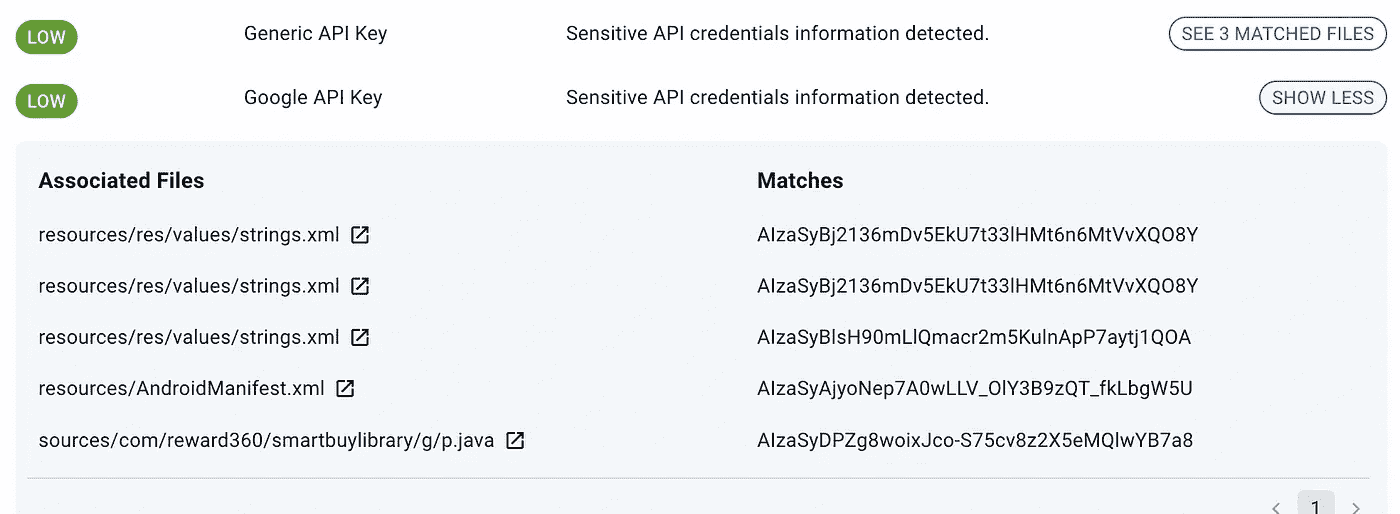 LOW Generic API Key Sensitive API credentials information detected. SEE 3 MATCHED FILES
LOW Google API Key Sensitive API credentials information detected. SHOW LESS
Associated Files Matches
resources/res/values/strings.xml AIzaSyBj2136mDv5EkU7t33lHMt6n6MtVvXQO8Y
resources/res/values/strings.xml AIzaSyBj2136mDv5EkU7t33lHMt6n6MtVvXQO8Y
resources/res/values/strings.xml AIzaSyBlsH90mLlQmacr2m5KulnApP7aytj1QOA
resources/AndroidManifest.xml AIzaSyAjyoNep7A0wLLV_OlY3B9zQT_fkLbgW5U
sources/com/reward360/smartbuylibrary/g/p.java AIzaSyDPZg8woixJco-S75cv8z2X5eMQlwYB7a8
1